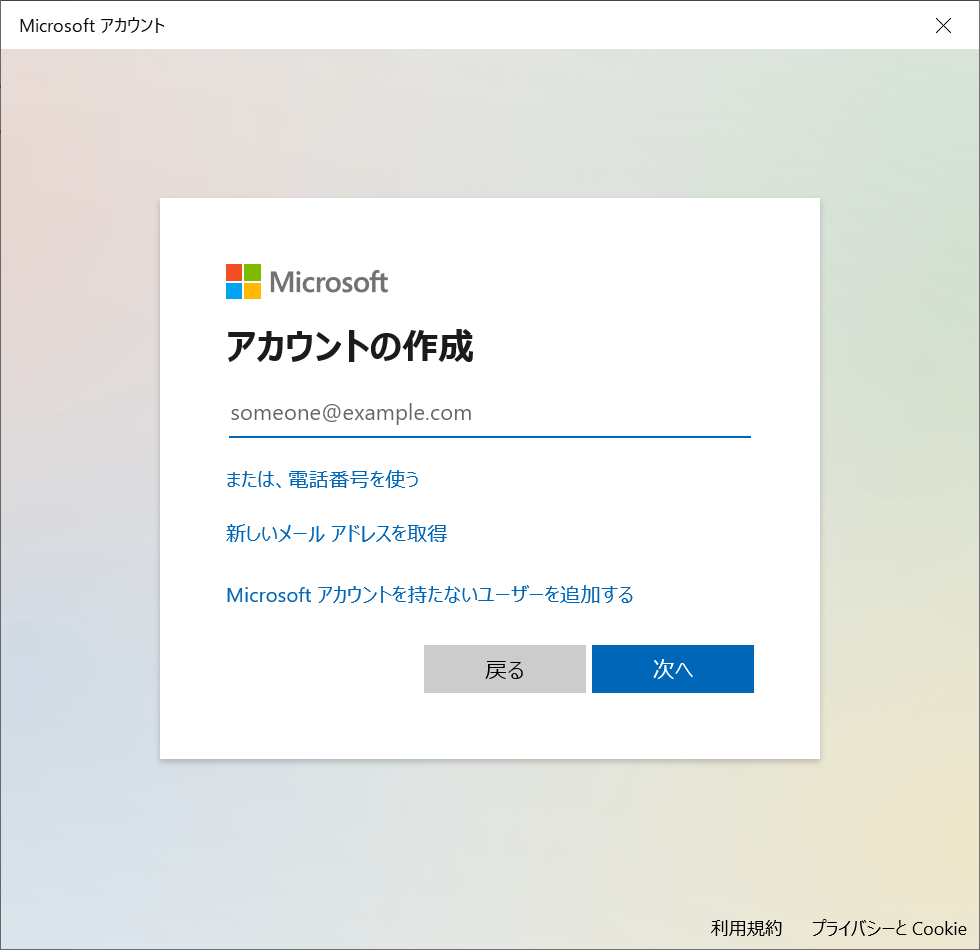 Microsoft アカウント
Microsoft
アカウントの作成
someone@example.com
または、電話番号を使う
新しいメール アドレスを取得
Microsoft アカウントを持たないユーザーを追加する
戻る 次へ
利用規約 プライバシーと Cookie